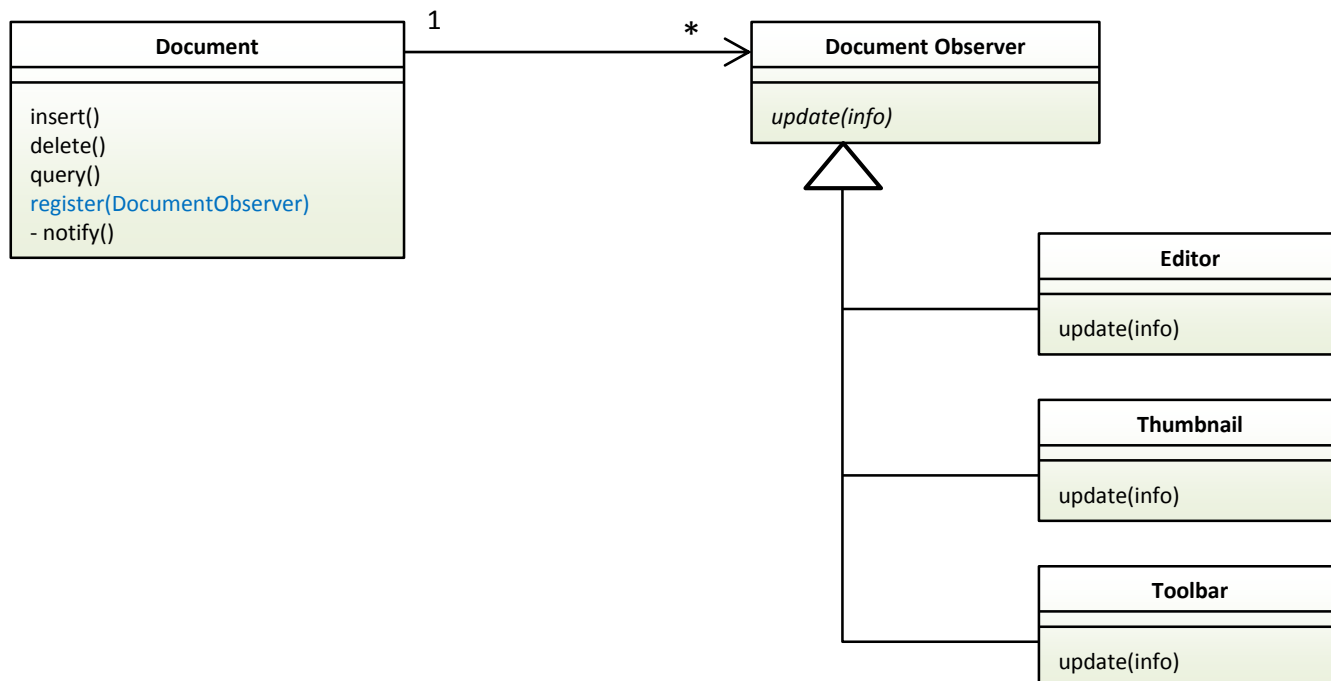 Document
insert()
delete()
query()
register(DocumentObserver)
- notify()
1
*
Document Observer
update(info)
Editor
update(info)
Thumbnail
update(info)
Toolbar
update(info)